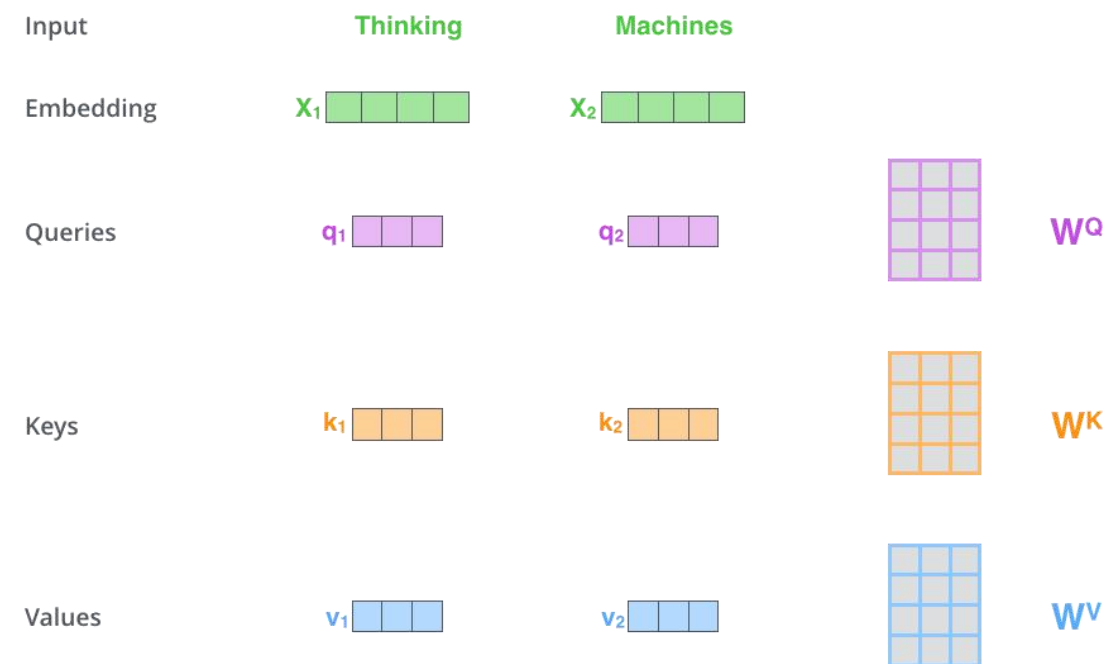 Input Thinking Machines
Embedding X1 X2
Queries q1 q2 WQ
Keys k1 k2 WK
Values v1 v2 WV